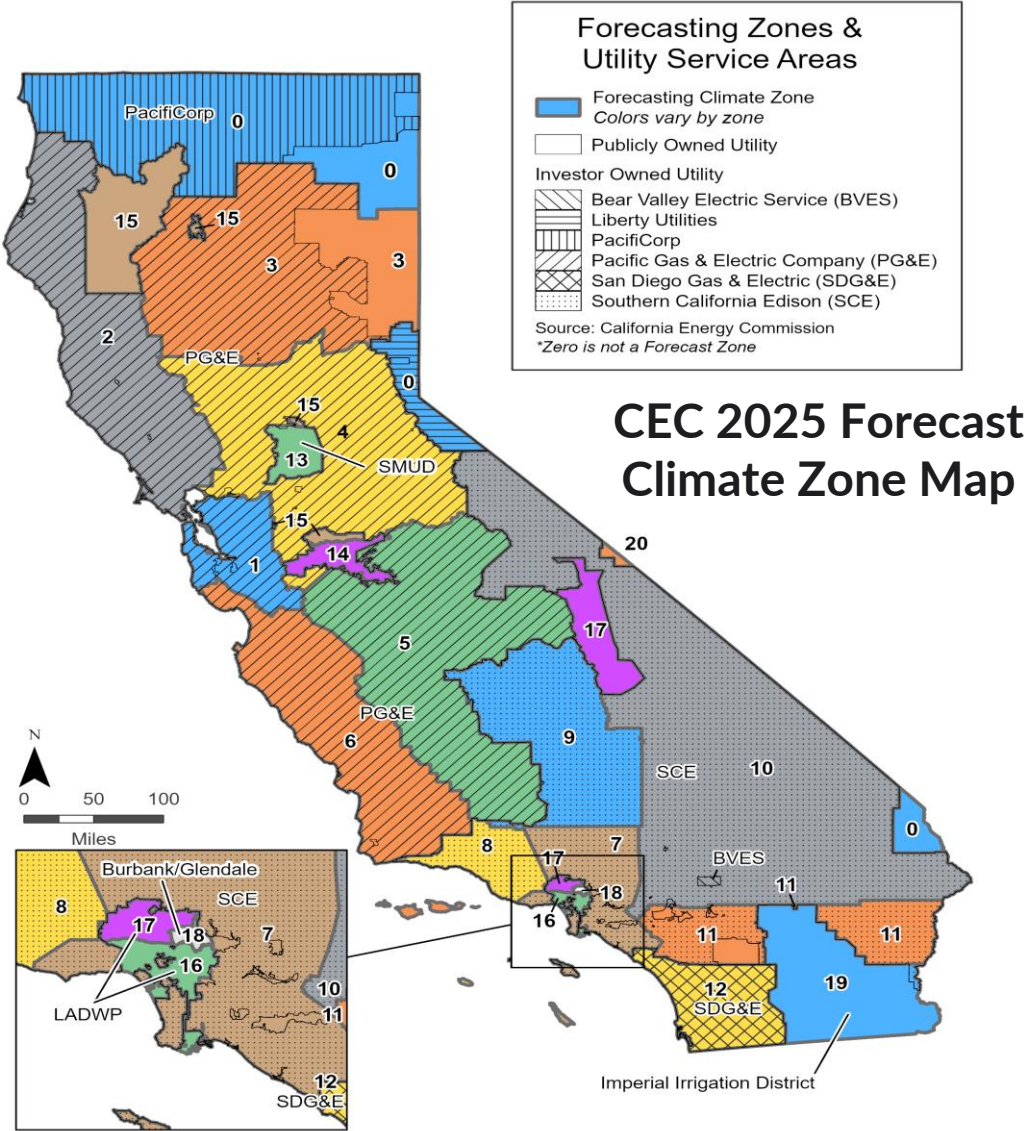 Forecasting Zones &
Utility Service Areas
Forecasting Climate Zone
Colors vary by zone
Publicly Owned Utility
Investor Owned Utility
Bear Valley Electric Service (BVES)
Liberty Utilities
PacifiCorp
Pacific Gas & Electric Company (PG&E)
San Diego Gas & Electric (SDG&E)
Southern California Edison (SCE)
Source: California Energy Commission
*Zero is not a Forecast Zone
CEC 2025 Forecast
Climate Zone Map
PacifiCorp 0
0
15
15
3
3
2
PG&E
0
15
4
13
SMUD
15
14
1
20
17
5
PG&E
6
9
SCE
10
0
N
0 50 100
Miles
8
7
17
18
16
BVES
11
11
11
12
SDG&E
19
Imperial Irrigation District
Burbank/Glendale
SCE
8
17
18
7
16
LADWP
10
11
12
SDG&E